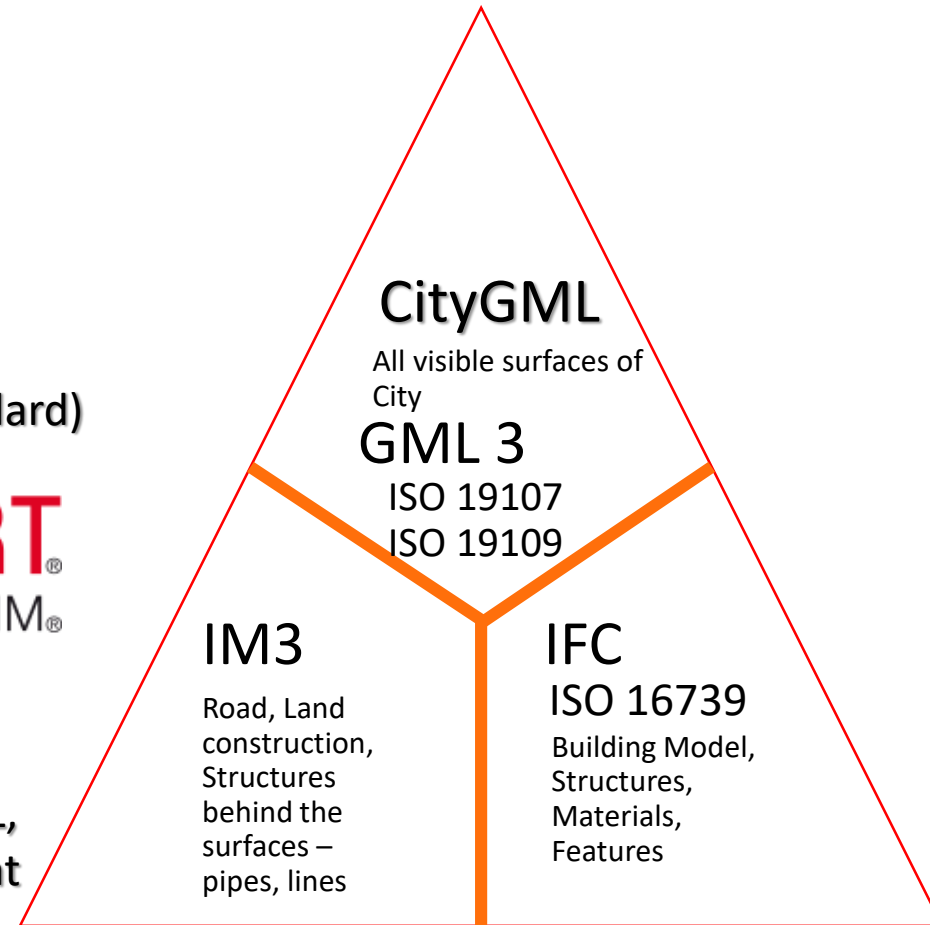 CityGML
All visible surfaces of
City
GML 3
ISO 19107
ISO 19109
IM3
Road, Land
construction,
Structures
behind the
surfaces –
pipes, lines
IFC
ISO 16739
Building Model,
Structures,
Materials,
Features